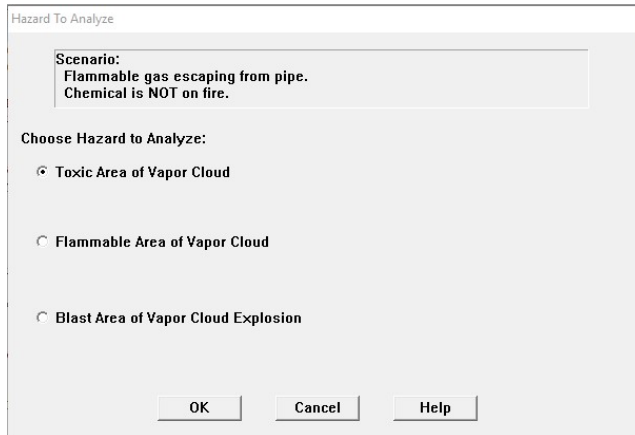 Hazard To Analyze
Scenario:
Flammable gas escaping from pipe.
Chemical is NOT on fire.
Choose Hazard to Analyze:
Toxic Area of Vapor Cloud
Flammable Area of Vapor Cloud
Blast Area of Vapor Cloud Explosion
OK Cancel Help